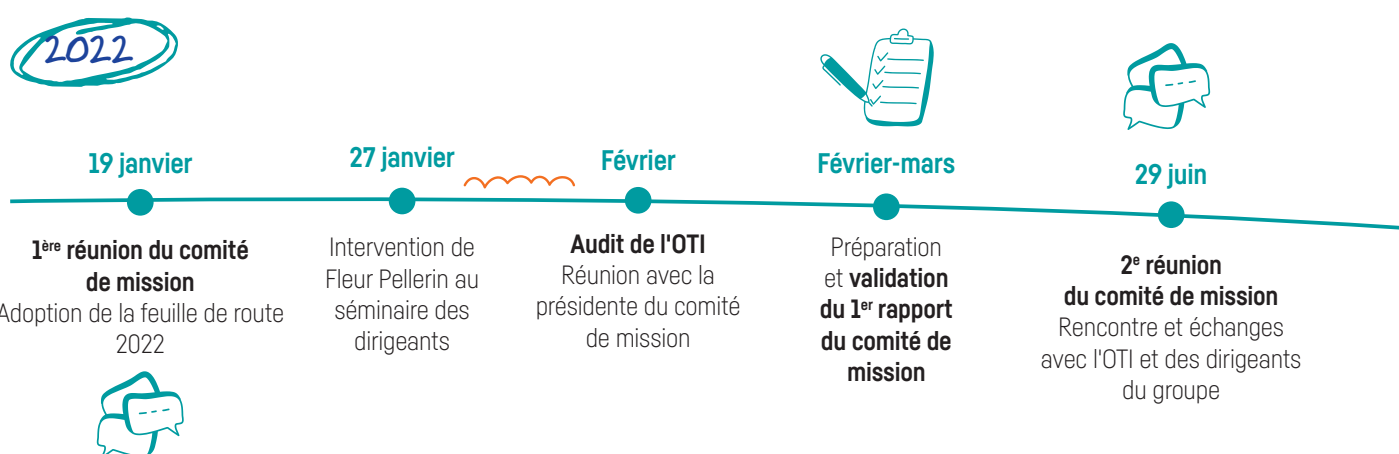 2022
19 janvier
1ère réunion du comité
de mission
Adoption de la feuille de route
2022
27 janvier
Intervention de
Fleur Pellerin au
séminaire des
dirigeants
Février
Audit de l'OTI
Réunion avec la
présidente du comité
de mission
Février-mars
Préparation
et validation
du 1er rapport
du comité de
mission
29 juin
2e réunion
du comité de mission
Rencontre et échanges
avec l'OTI et des dirigeants
du groupe